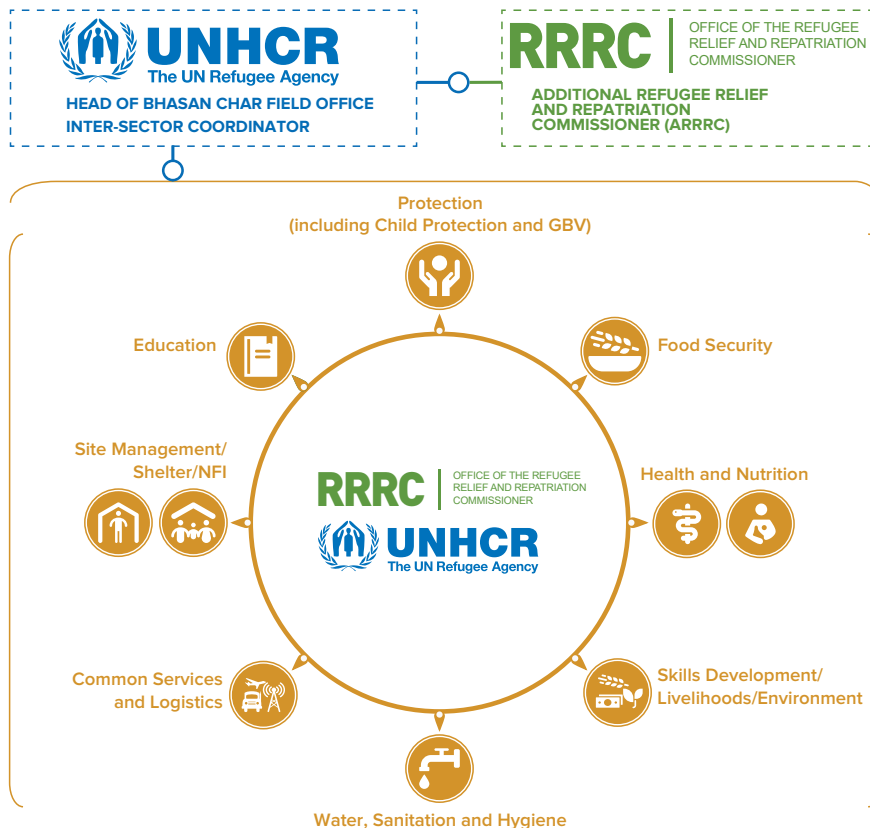 UNHCR
The UN Refugee Agency
HEAD OF BHASAN CHAR FIELD OFFICE
INTER-SECTOR COORDINATOR
RRRC
OFFICE OF THE REFUGEE
RELIEF AND REPATRIATION
COMMISSIONER
ADDITIONAL REFUGEE RELIEF
AND REPATRIATION
COMMISSIONER (ARRRC)
Protection
(including Child Protection and GBV)
Education
Food Security
Site Management/
Shelter/NFI
Health and Nutrition
RRRC
OFFICE OF THE REFUGEE
RELIEF AND REPATRIATION
COMMISSIONER
UNHCR
The UN Refugee Agency
Common Services
and Logistics
Skills Development/
Livelihoods/Environment
Water, Sanitation and Hygiene